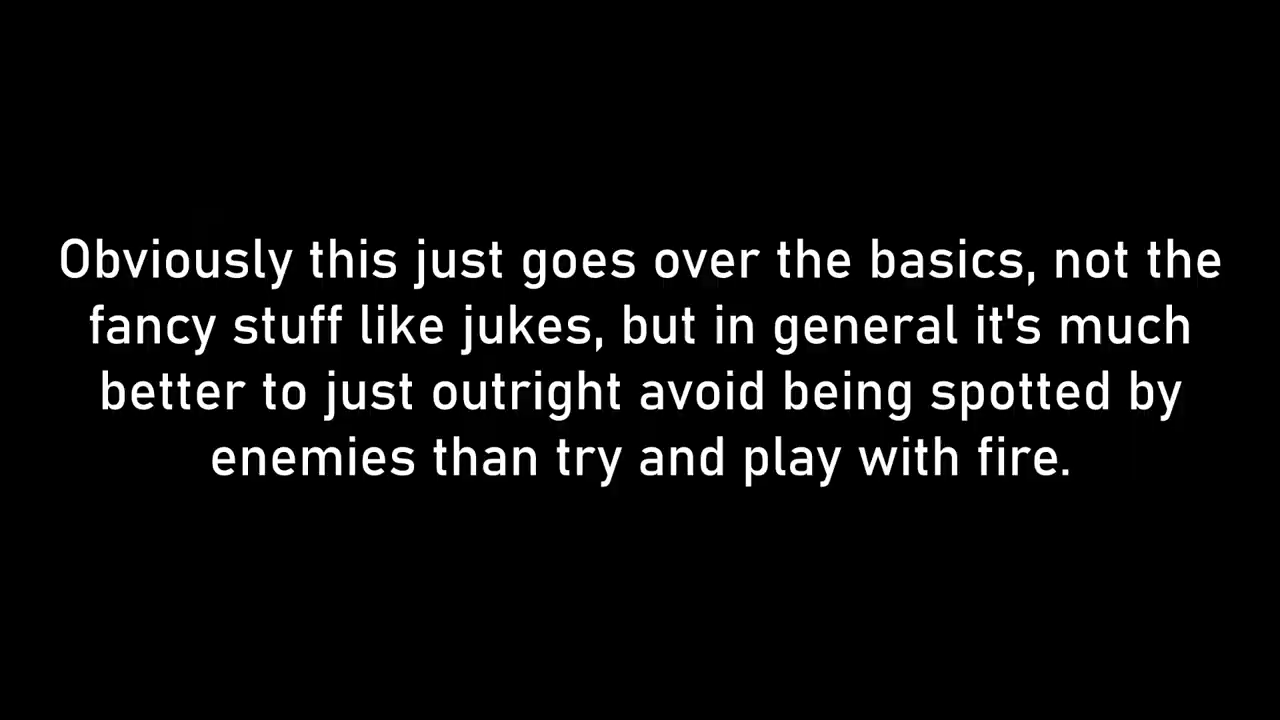 Obviously this just goes over the basics, not the
fancy stuff like jukes, but in general it's much
better to just outright avoid being spotted by
enemies than try and play with fire.